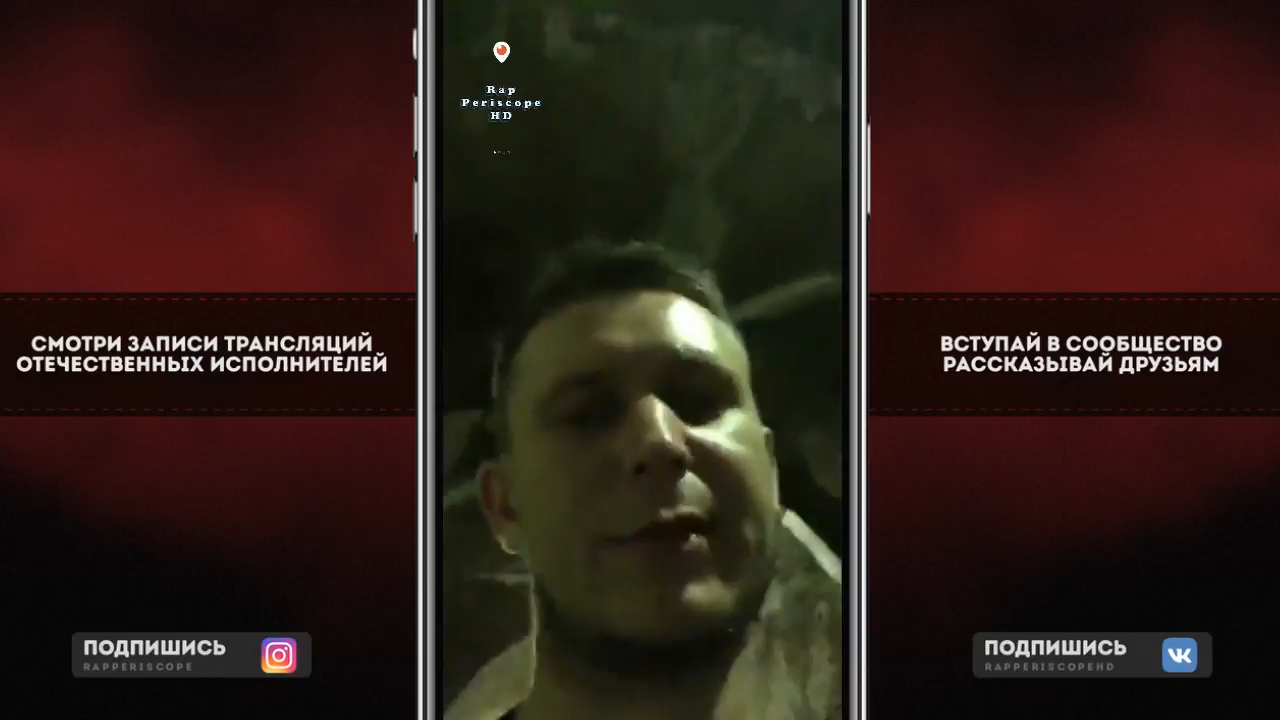 Rap
Periscope
HD
СМОТРИ ЗАПИСИ ТРАНСЛЯЦИЙ
ОТЕЧЕСТВЕННЫХ ИСПОЛНИТЕЛЕЙ
ВСТУПАЙ В СООБЩЕСТВО
РАССКАЗЫВАЙ ДРУЗЬЯМ
ПОДПИШИСЬ
RAPPERISCOPE
ПОДПИШИСЬ
RAPPERISCOPEHD